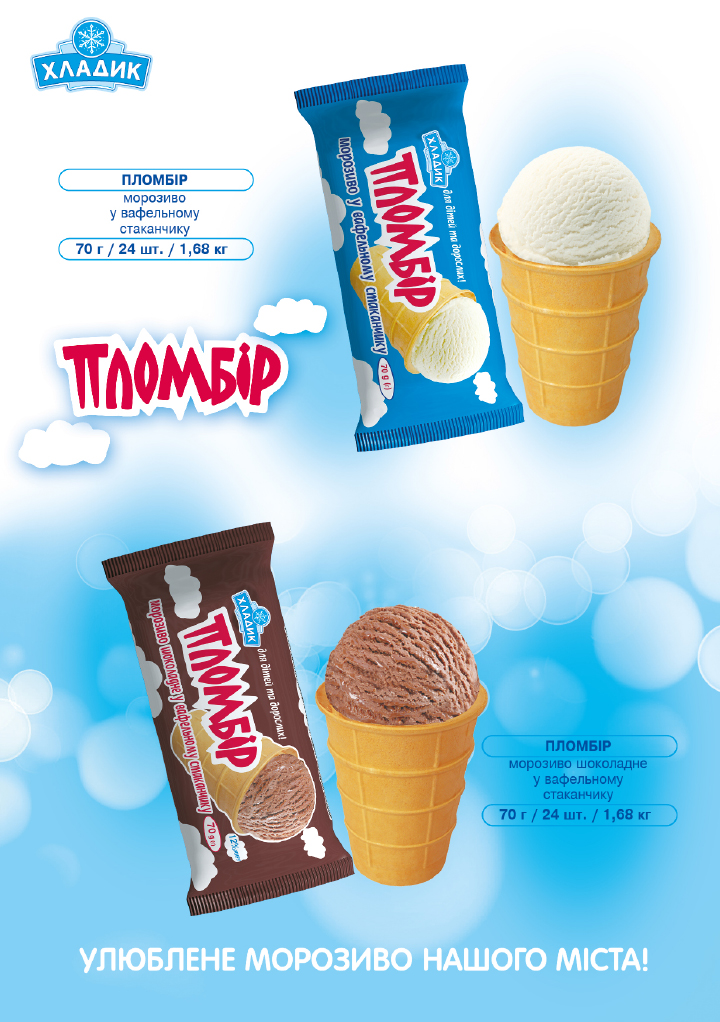 ХЛАДИК
ПЛОМБІР
морозиво
у вафельному
стаканчику
70 г / 24 шт. / 1,68 кг
ХЛАДИК
для дітей та дорослих!
ПЛОМБІР
морозиво у вафельному стаканчику
70 g (г)
ПЛОМБІР
ХЛАДИК
для дітей та дорослих!
ПЛОМБІР
морозиво шоколадне у вафельному стаканчику
70 g (г)
12%
ПЛОМБІР
морозиво шоколадне
у вафельному
стаканчику
70 г / 24 шт. / 1,68 кг
УЛЮБЛЕНЕ МОРОЗИВО НАШОГО МІСТА!